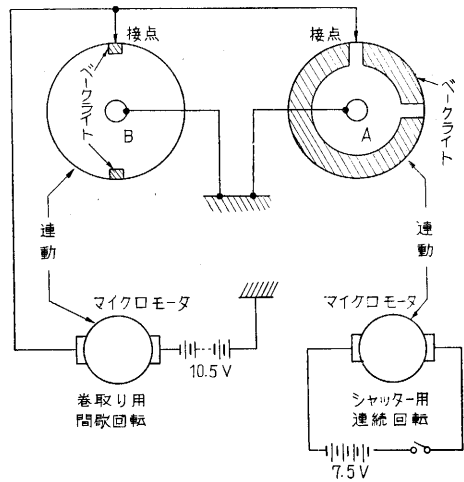 接点
ベークライト
B
連動
マイクロモータ
10.5V
巻取り用
間歇回転
接点
A
ベークライト
連動
マイクロモータ
シャッター用
連続回転
7.5V